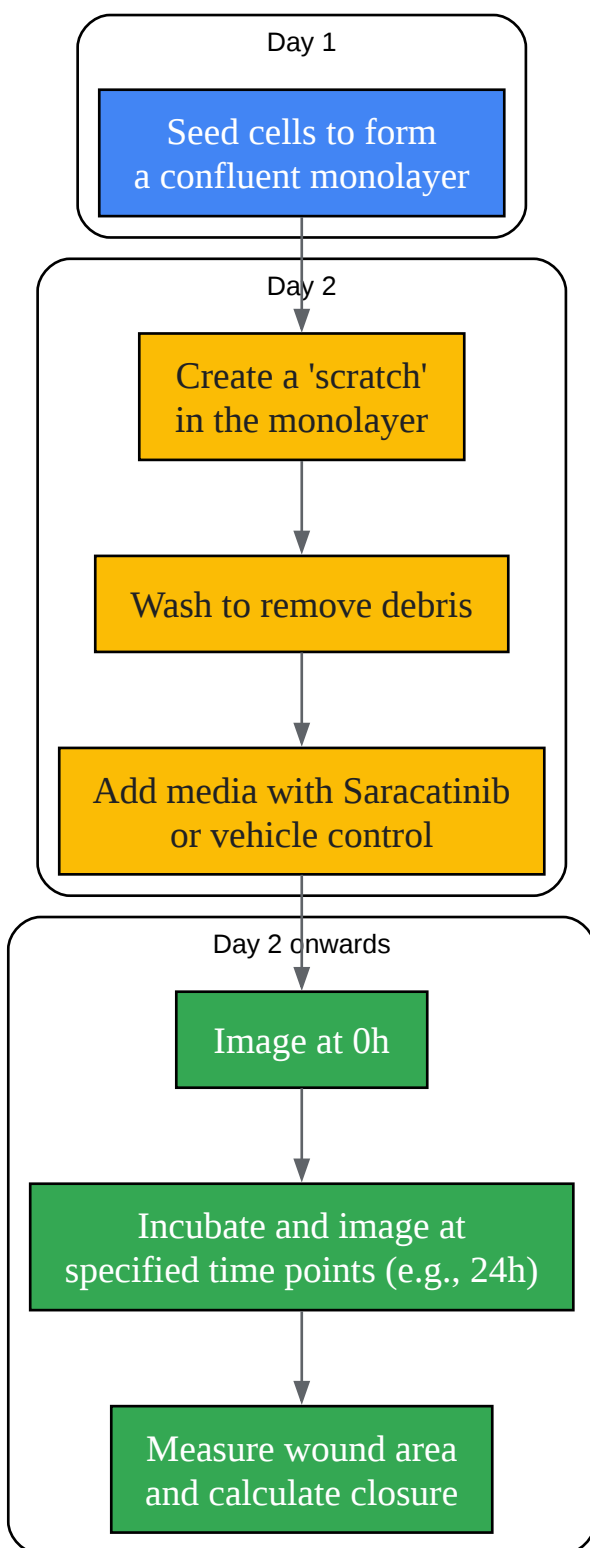 Day 1
Seed cells to form
a confluent monolayer
Day 2
Create a 'scratch'
in the monolayer
Wash to remove debris
Add media with Saracatinib
or vehicle control
Day 2 onwards
Image at 0h
Incubate and image at
specified time points (e.g., 24h)
Measure wound area
and calculate closure